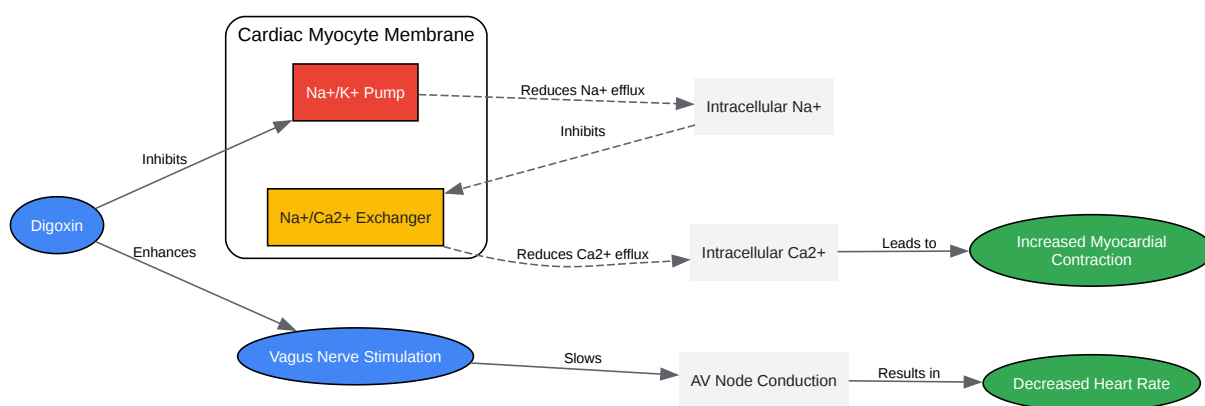 Cardiac Myocyte Membrane
Na+/K+ Pump
Reduces Na+ efflux
Intracellular Na+
Inhibits
Inhibits
Digoxin
Na+/Ca2+ Exchanger
Enhances
Reduces Ca2+ efflux
Intracellular Ca2+
Leads to
Increased Myocardial
Contraction
Vagus Nerve Stimulation
Slows
AV Node Conduction
Results in
Decreased Heart Rate